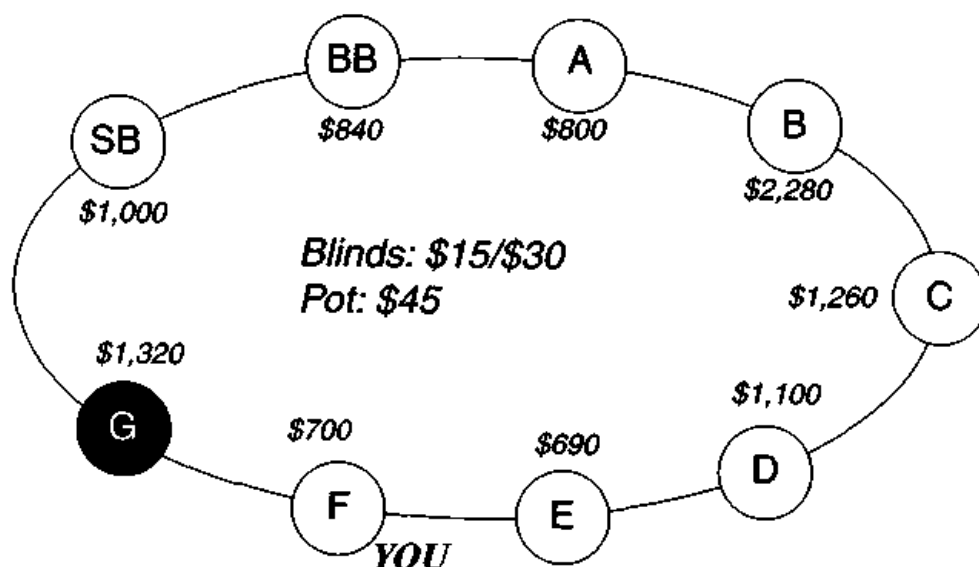 BB
A
B
SB
$840
$800
$2,280
$1,000
Blinds: $15/$30
Pot: $45
$1,260
C
$1,320
$1,100
G
$700
$690
D
F
E
YOU